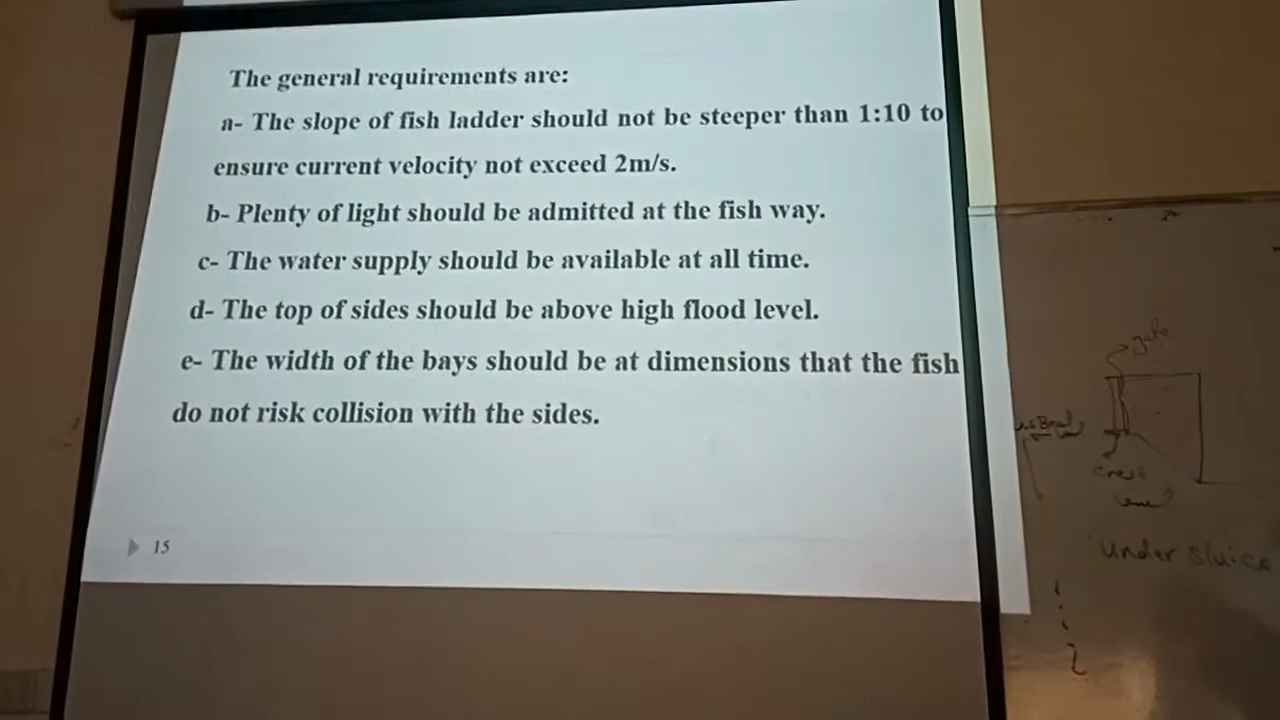 The general requirements are:
a- The slope of fish ladder should not be steeper than 1:10 to
ensure current velocity not exceed 2m/s.
b- Plenty of light should be admitted at the fish way.
c- The water supply should be available at all time.
d- The top of sides should be above high flood level.
e- The width of the bays should be at dimensions that the fish
do not risk collision with the sides.
15
gate
crest
Under sluice